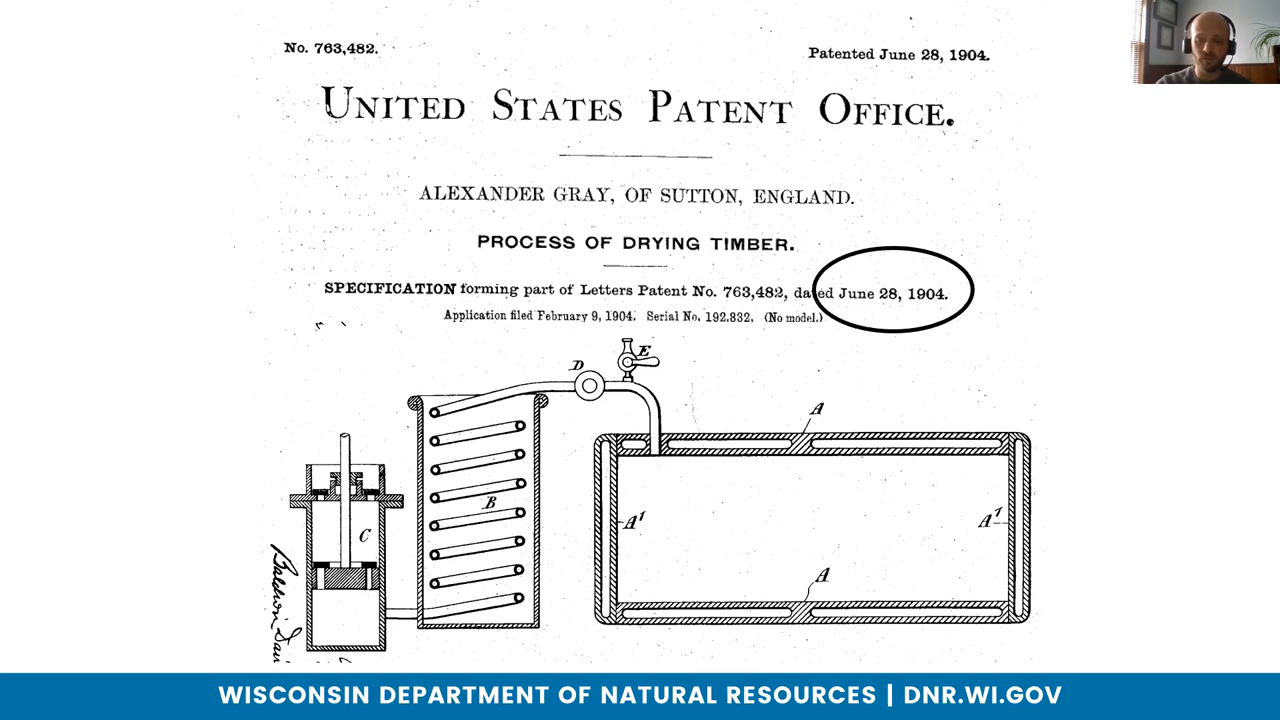 No. 763,482.
Patented June 28, 1904.
UNITED STATES PATENT OFFICE.
ALEXANDER GRAY, OF SUTTON, ENGLAND.
PROCESS OF DRYING TIMBER.
SPECIFICATION forming part of Letters Patent No. 763,482, dated June 28, 1904.
Application filed February 9, 1904. Serial No. 192,832. (No model.)
E
D
A
B
C
A'
A'
A
Baldwin
WISCONSIN DEPARTMENT OF NATURAL RESOURCES | DNR.WI.GOV